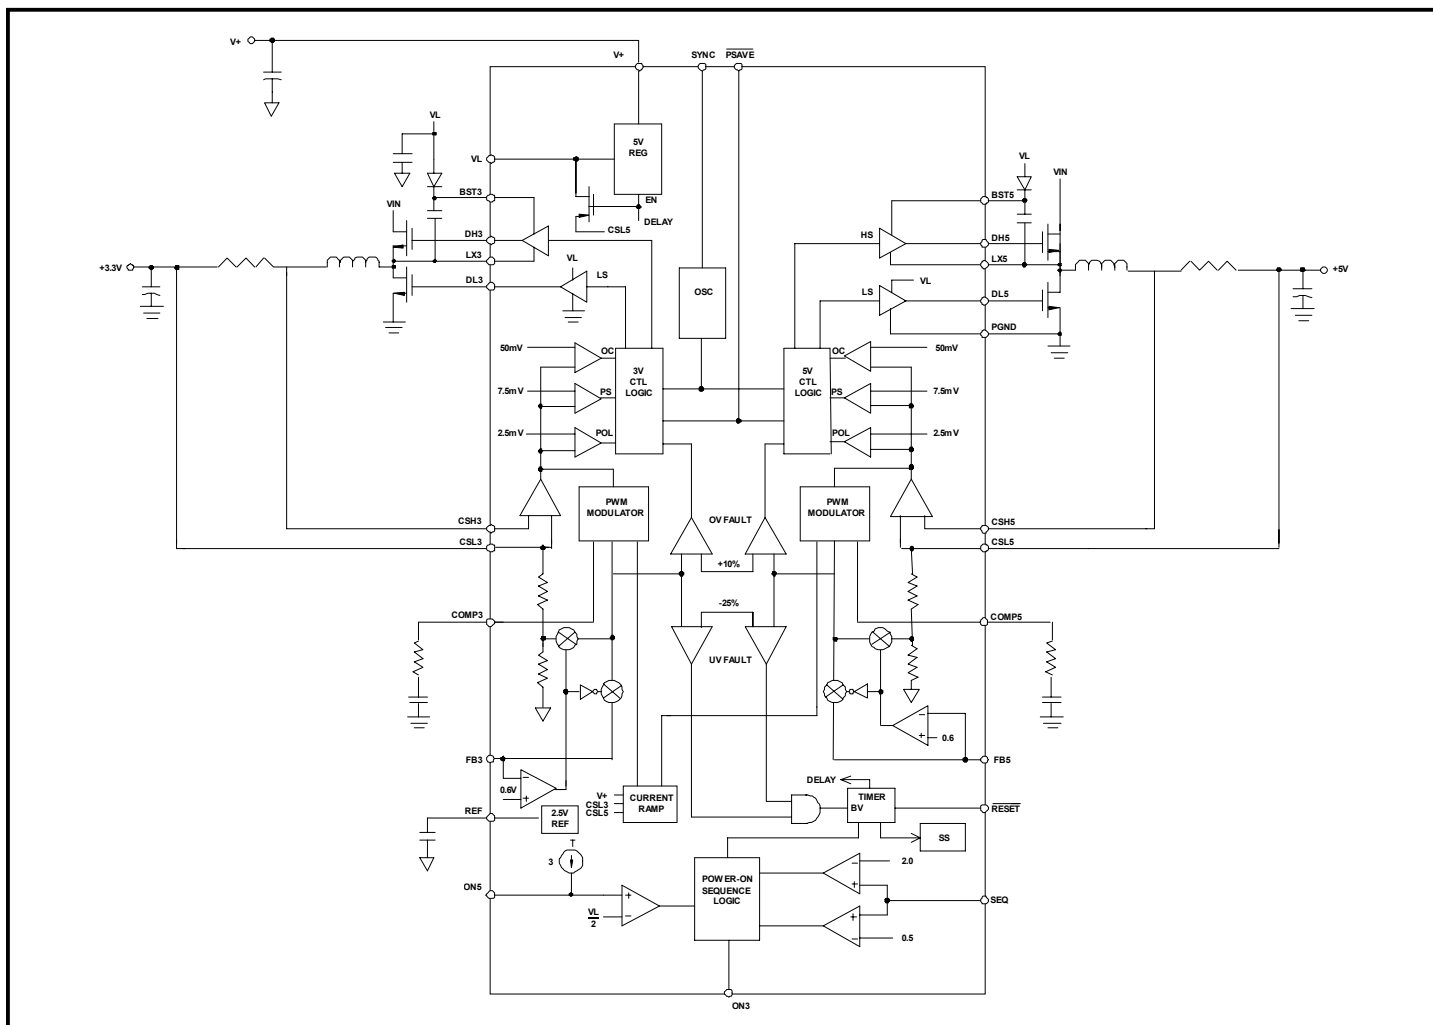 V+
V+ SYNC PSAVE
VL
5V
REG
VL
VL
VIN
BST3
EN
DELAY
CSL5
BST5
VIN
DH3
HS
DH5
LX3
LX5
+3.3V
+5V
DL3
VL
LS
OSC
LS
VL
DL5
PGND
50mV
OC
3V
CTL
LOGIC
5V
CTL
LOGIC
OC
50mV
7.5mV
PS
PS
7.5mV
2.5mV
POL
POL
2.5mV
PWM
MODULATOR
PWM
MODULATOR
CSH3
OV FAULT
CSH5
CSL3
CSL5
+10%
-25%
COMP3
COMP5
UV FAULT
0.6
FB3
FB5
0.6V
DELAY
V+
CSL3
CSL5
CURRENT
RAMP
TIMER
BV
RESET
REF
2.5V
REF
SS
T
3
2.0
POWER-ON
SEQUENCE
LOGIC
ON5
SEQ
VL
2
0.5
ON3